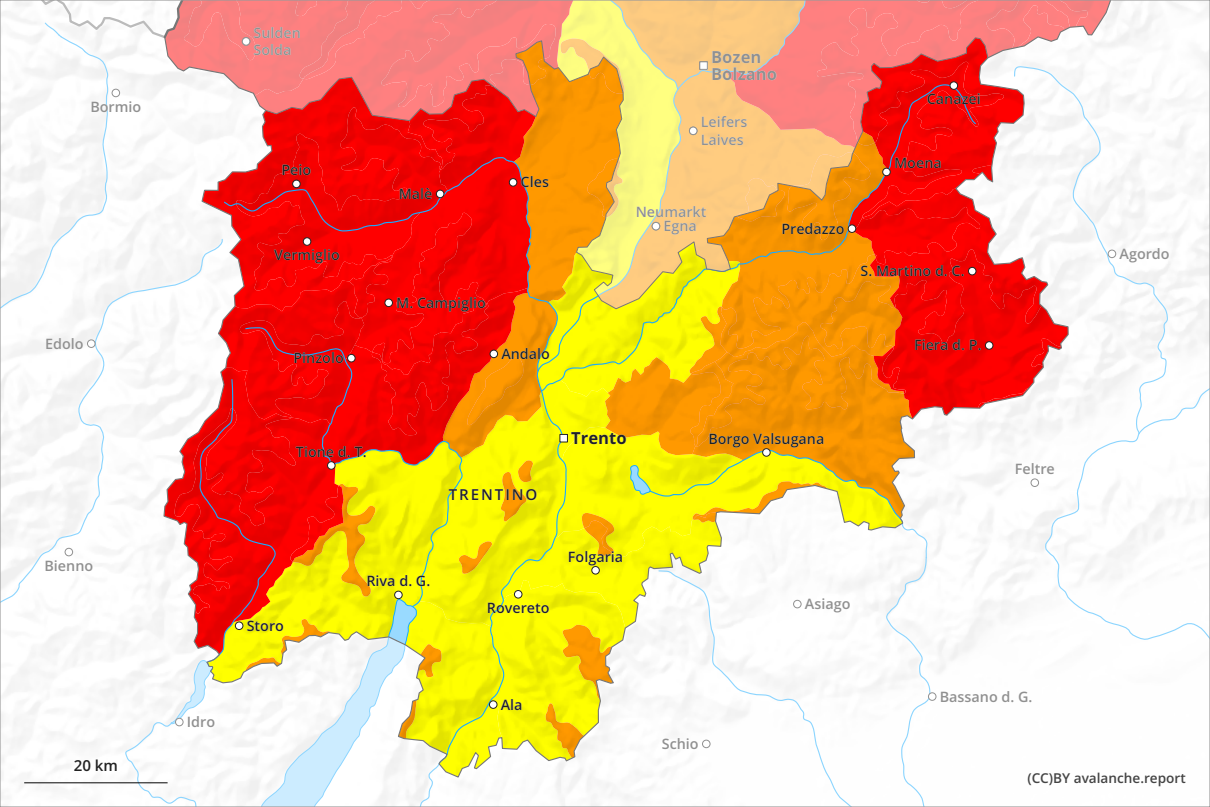 Sulden
Solda
Bozen
Bolzano
Bormio
Canazei
Leifers
Laives
Moena
Peio
Cles
Malè
Neumarkt
Egna
Predazzo
Vermiglio
Agordo
S. Martino d. C.
M. Campiglio
Edolo
Fiera d. P.
Pinzolo
Andalo
Trento
Borgo Valsugana
Tione d. T.
Feltre
TRENTINO
Bienno
Folgaria
Riva d. G.
Asiago
Rovereto
Storo
Bassano d. G.
Ala
Idro
Schio
20 km
(CC)BY avalanche.report